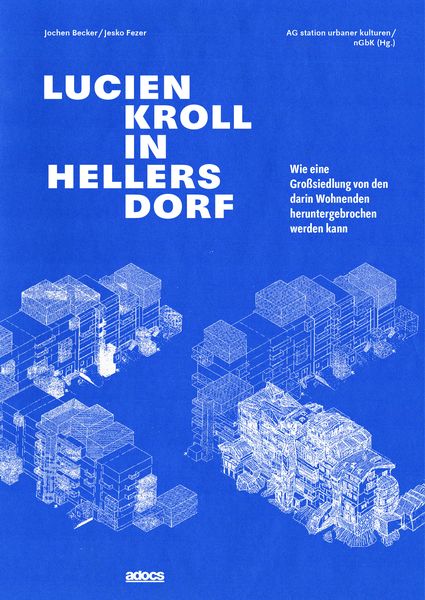 Jochen Becker/Jesko Fezer
AG station urbaner kulturen/
nGbK (Hg.)
LUCIEN
KROLL
IN
HELLERS
DORF
Wie eine
Großsiedlung von den
darin Wohnenden
heruntergebrochen
werden kann
adocs